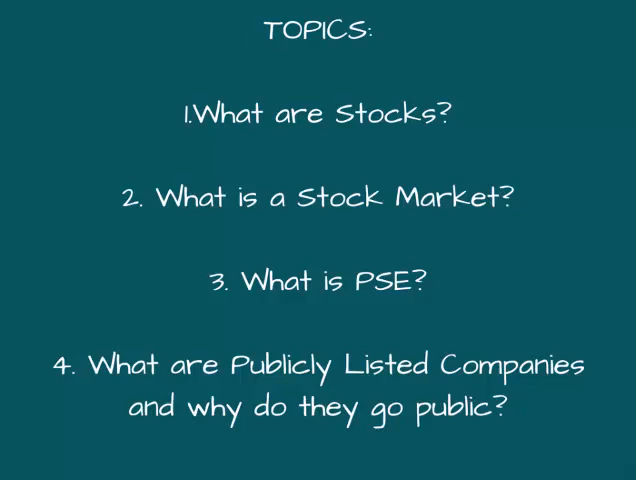 TOPICS:
1.What are Stocks?
2. What is a Stock Market?
3. What is PSE?
4. What are Publicly Listed Companies
and why do they go public?